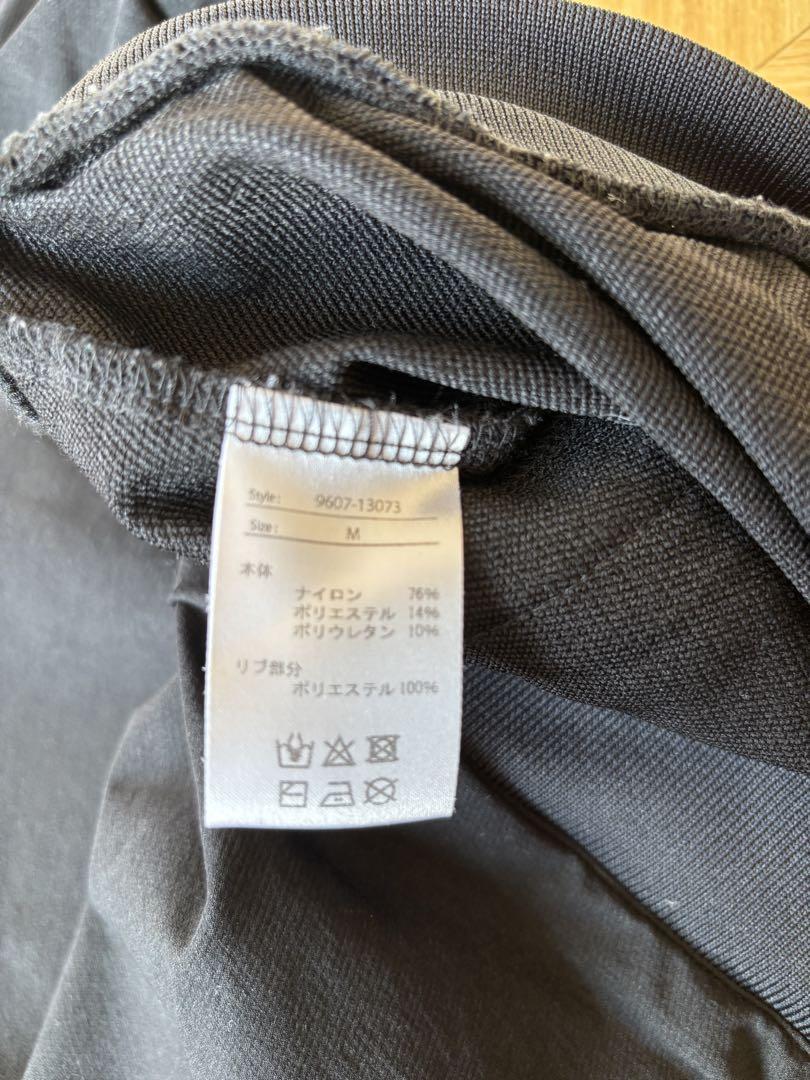 Style: 9607-13073
Size: M
本体
ナイロン 76%
ポリエステル 14%
ポリウレタン 10%
リブ部分
ポリエステル 100%